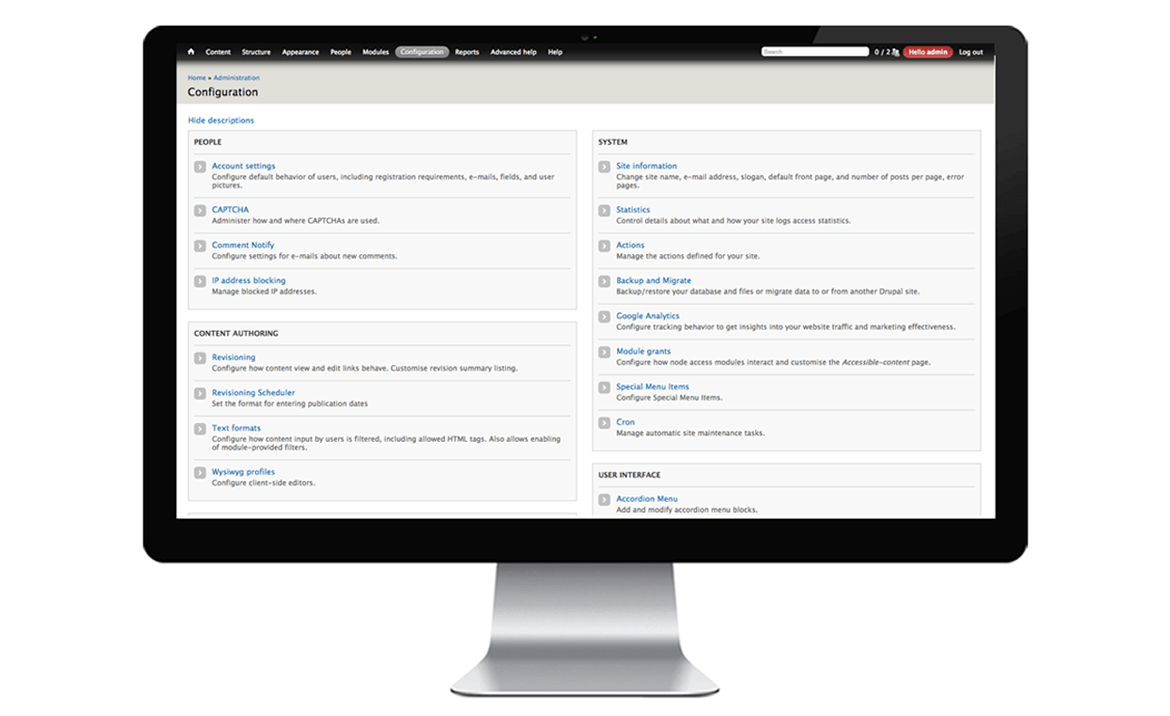 Content Structure Appearance People Modules Configuration Reports Advanced help Help Search 0 / 2 Hello admin Log out
Home » Administration
Configuration
Hide descriptions
PEOPLE
Account settings
Configure default behavior of users, including registration requirements, e-mails, fields, and user
pictures.
CAPTCHA
Administer how and where CAPTCHAs are used.
Comment Notify
Configure settings for e-mails about new comments.
IP address blocking
Manage blocked IP addresses.
CONTENT AUTHORING
Revisioning
Configure how content view and edit links behave. Customise revision summary listing.
Revisioning Scheduler
Set the format for entering publication dates
Text formats
Configure how content input by users is filtered, including allowed HTML tags. Also allows enabling
of module-provided filters.
Wysiwyg profiles
Configure client-side editors.
SYSTEM
Site information
Change site name, e-mail address, slogan, default front page, and number of posts per page, error
pages.
Statistics
Control details about what and how your site logs access statistics.
Actions
Manage the actions defined for your site.
Backup and Migrate
Backup/restore your database and files or migrate data to or from another Drupal site.
Google Analytics
Configure tracking behavior to get insights into your website traffic and marketing effectiveness.
Module grants
Configure how node access modules interact and customise the Accessible-content page.
Special Menu Items
Configure Special Menu Items.
Cron
Manage automatic site maintenance tasks.
USER INTERFACE
Accordion Menu
Add and modify accordion menu blocks.